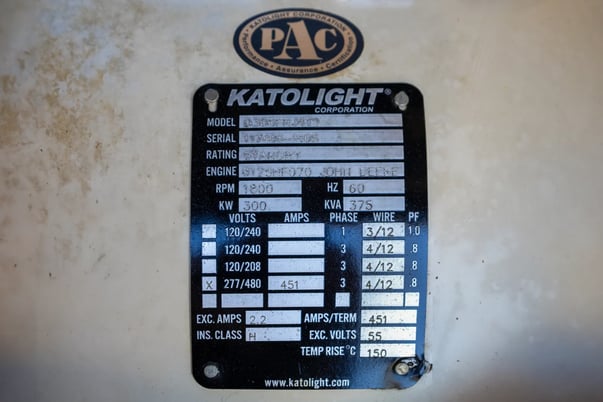 KATOLIGHT CORPORATION
PAC
Performance • Assurance • Certification
KATOLIGHT®
CORPORATION
MODEL
SERIAL
RATING STANDBY
ENGINE JOHN DEERE
RPM 1800 HZ 60
KW 300 KVA 375
VOLTS AMPS PHASE WIRE PF
120/240 1 3/12 1.0
120/240 3 4/12 .8
120/208 3 4/12 .8
X 277/480 451 3 4/12 .8
EXC. AMPS 2.2 AMPS/TERM 451
INS. CLASS H EXC. VOLTS 55
TEMP RISE °C 150
www.katolight.com